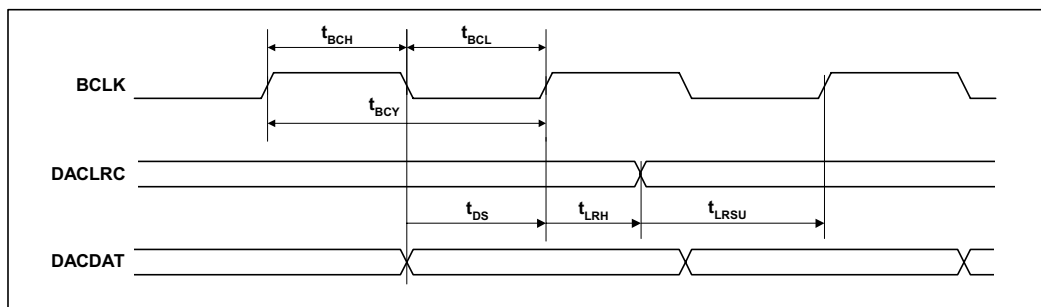 tBCH tBCL
BCLK
tBCY
DACLRC
tDS tLRH tLRSU
DACDAT